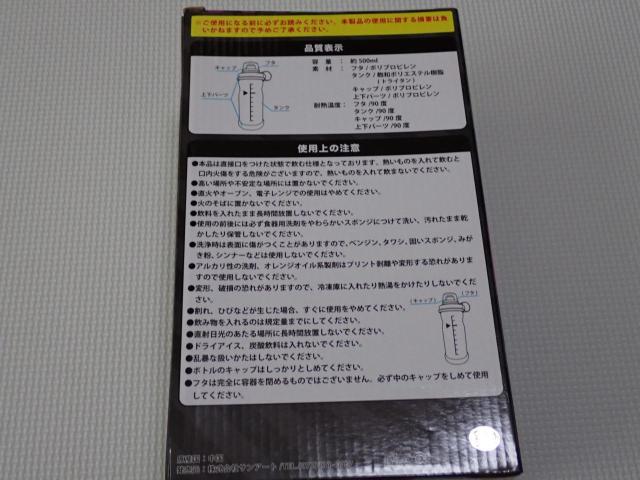 ※ご使用になる前に必ずお読みください。本製品の使用に関する損害は負
いかねますので予めご了承ください。
品質表示
容量：約500ml
素材：フタ/ポリプロピレン
タンク/飽和ポリエステル樹脂
(トライタン)
キャップ/ポリプロピレン
上下パーツ/ポリプロピレン
耐熱温度：フタ/90度
タンク/90度
キャップ/90度
上下パーツ/90度
フタ
キャップ
上下パーツ
タンク
使用上の注意
●本品は直接口をつけた状態で飲む仕様となっております。熱いものを入れて飲むと
口内火傷をする危険がございますので、熱いものを入れて飲まないでください。
●高い場所や不安定な場所には置かないでください。
●直火やオーブン、電子レンジでの使用はやめてください。
●火のそばに置かないでください。
●飲料を入れたまま長時間放置しないでください。
●使用の前後には必ず食器用洗剤をやわらかいスポンジにつけて洗い、汚れたまま乾
かしたり保管しないでください。
●洗浄時は表面に傷がつくことがありますので、ベンジン、タワシ、固いスポンジ、みが
き粉、シンナーなどは使用しないでください。
●アルカリ性の洗剤、オレンジオイル系製剤はプリント剥離や変形する恐れがありま
すので使用しないでください。
●変形、破損の恐れがありますので、冷凍庫に入れたり熱湯をかけたりしないでくだ
さい。
●割れ、ひびなどが生じた場合、すぐに使用をやめてください。
●飲み物を入れるのは規定量までにしてください。
●直射日光のあたる場所に長時間放置しないでください。
●ドライアイス、炭酸飲料は入れないでください。
●乱暴な扱いかたはしないでください。
●ボトルのキャップはしっかりとしめてください。
●フタは完全に容器を閉めるものではございません。必ず中のキャップをしめて使用
してください。
(キャップ)
(フタ)
原産国：中国
発売元：株式会社サンアート/TEL